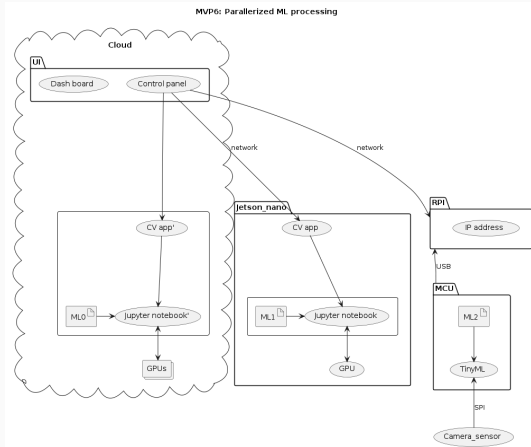 MVP6: Parallerized ML processing
Cloud
UI
Dash board
Control panel
network
network
jetson_nano
RPI
CV app'
CV app
IP address
USB
MCU
ML0
Jupyter notebook'
ML1
Jupyter notebook
ML2
GPUs
GPU
TinyML
SPI
Camera_sensor